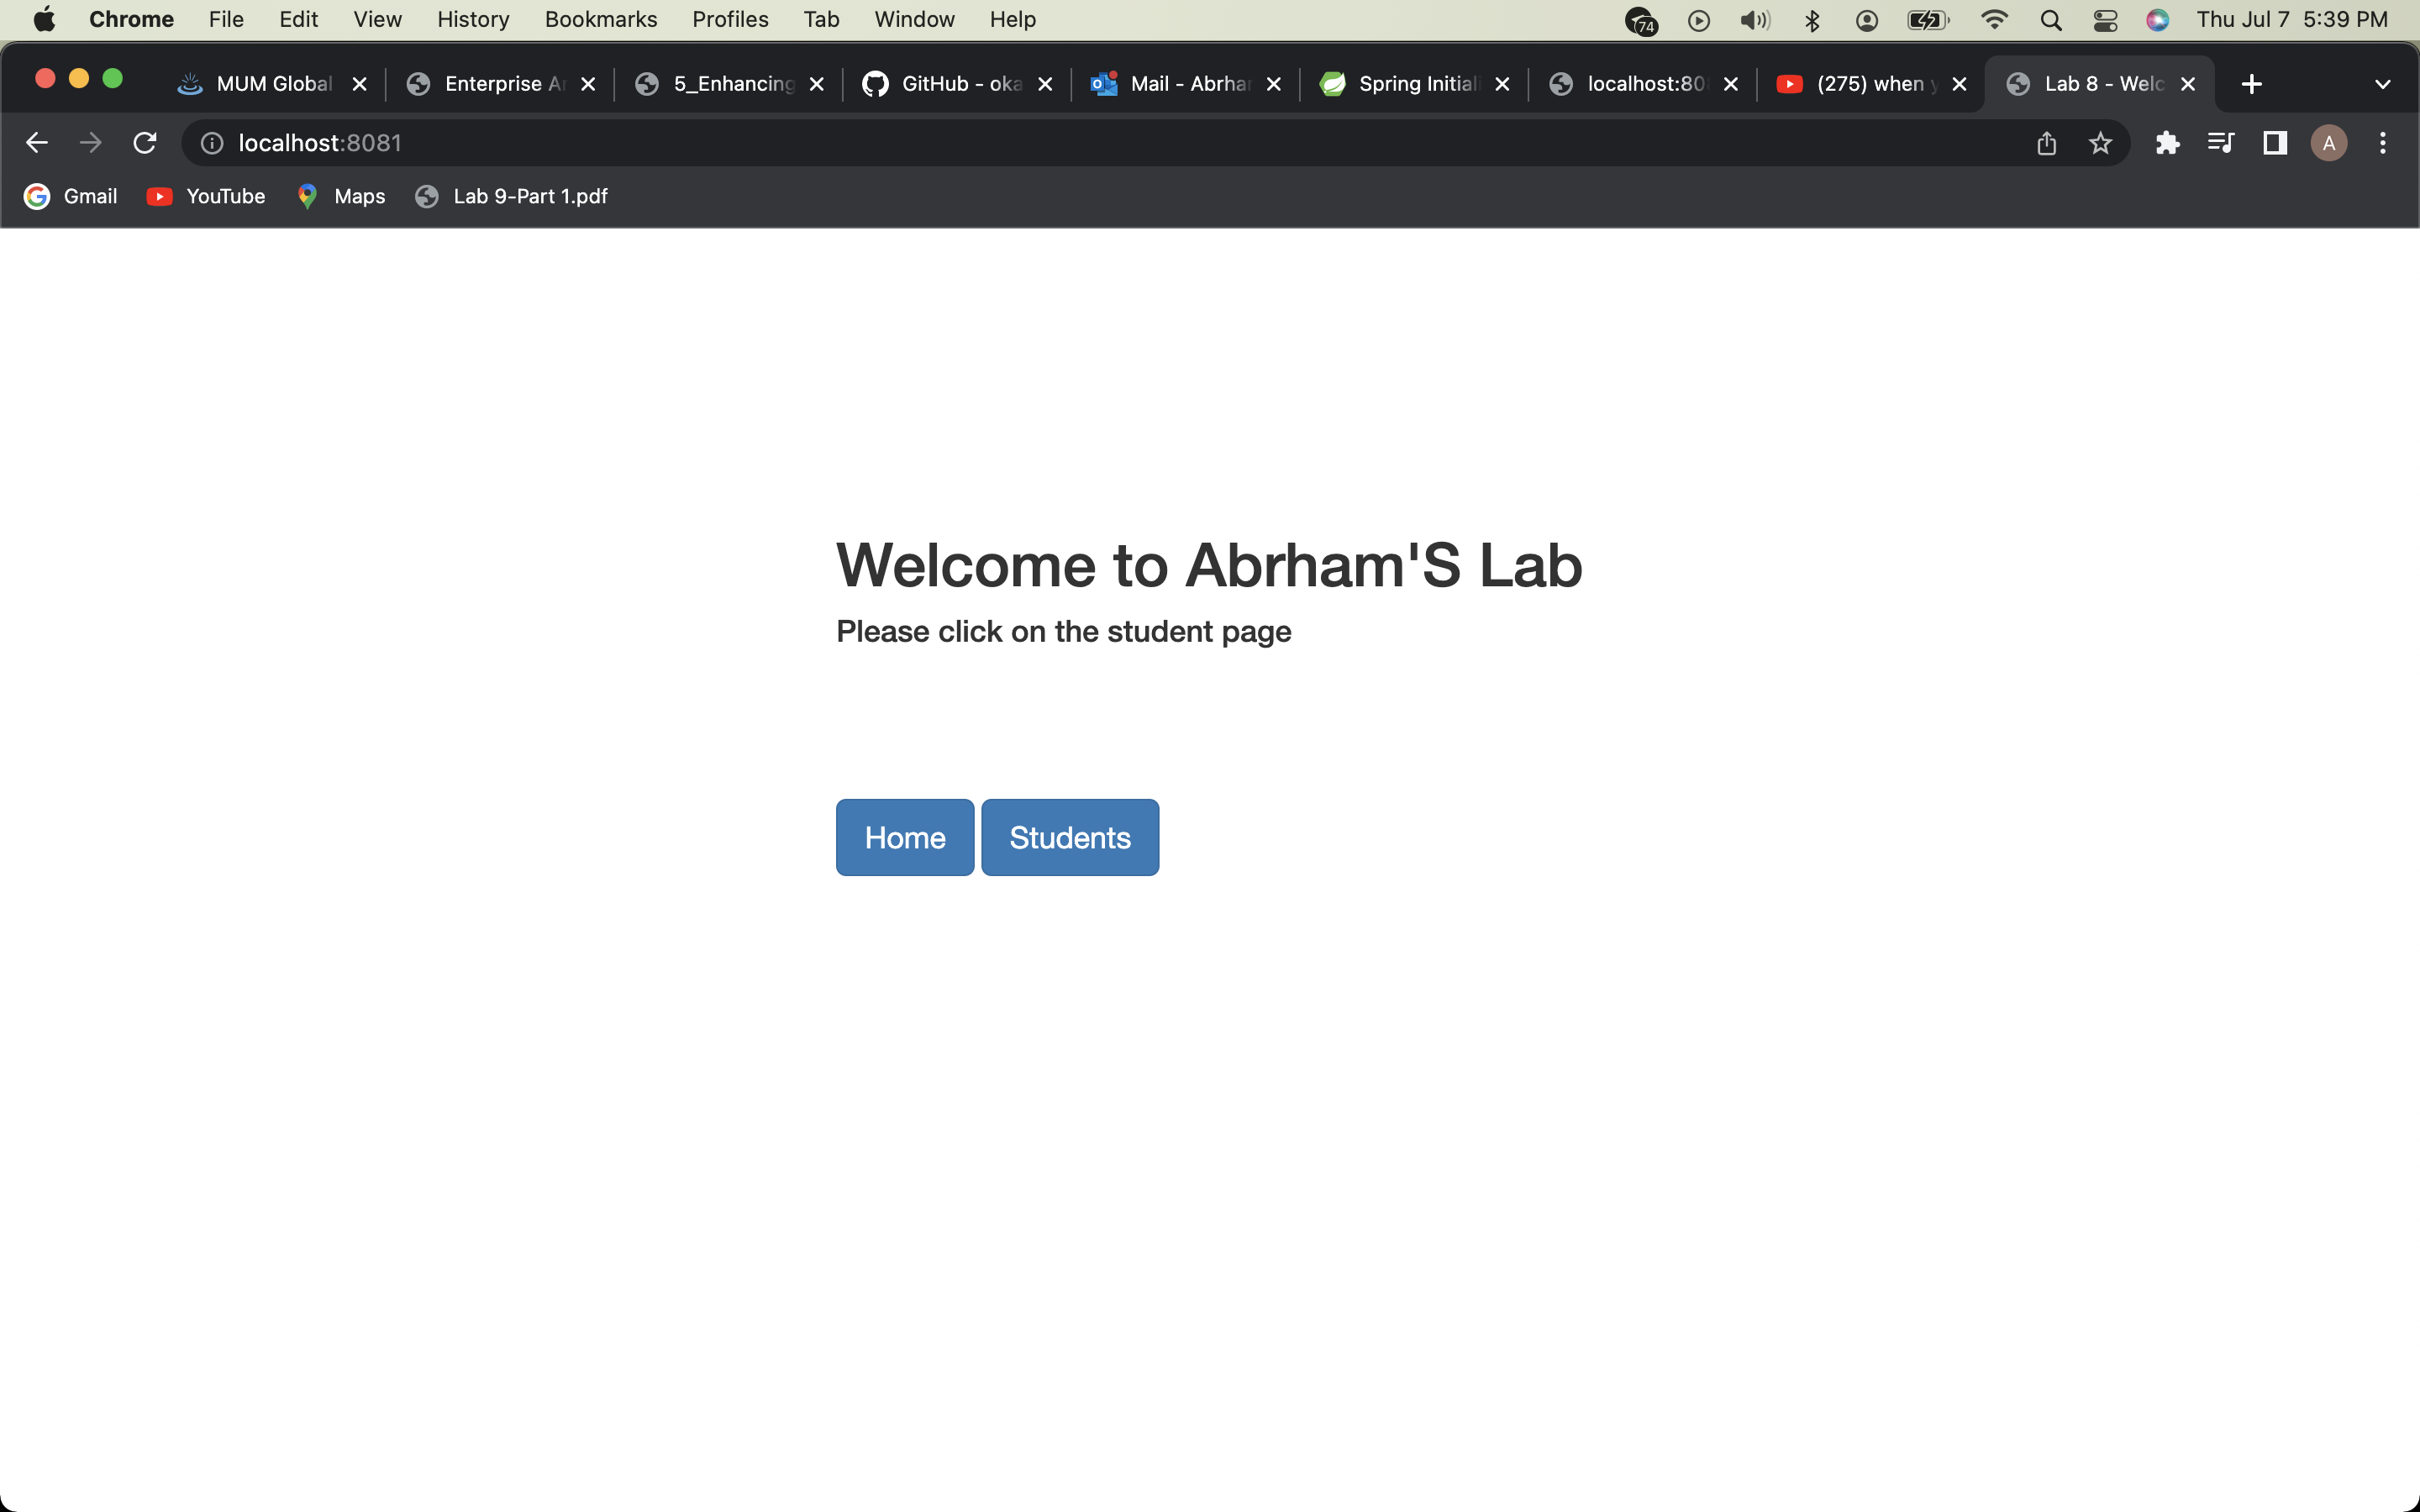 Chrome File Edit View History Bookmarks Profiles Tab Window Help 74 Thu Jul 7 5:39 PM
MUM Global Enterprise 5_Enhancing GitHub - oka Mail - Abrhar Spring Initiali localhost:80 (275) when Lab 8 - Welc
localhost:8081 A
Gmail YouTube Maps Lab 9-Part 1.pdf
Welcome to Abrham'S Lab
Please click on the student page
Home Students